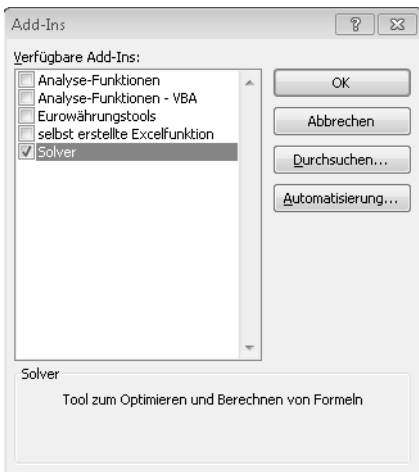 Add-Ins
Verfügbare Add-Ins:
Analyse-Funktionen
Analyse-Funktionen - VBA
Eurowährungstools
selbst erstellte Excelfunktion
Solver
OK
Abbrechen
Durchsuchen...
Automatisierung...
Solver
Tool zum Optimieren und Berechnen von Formeln